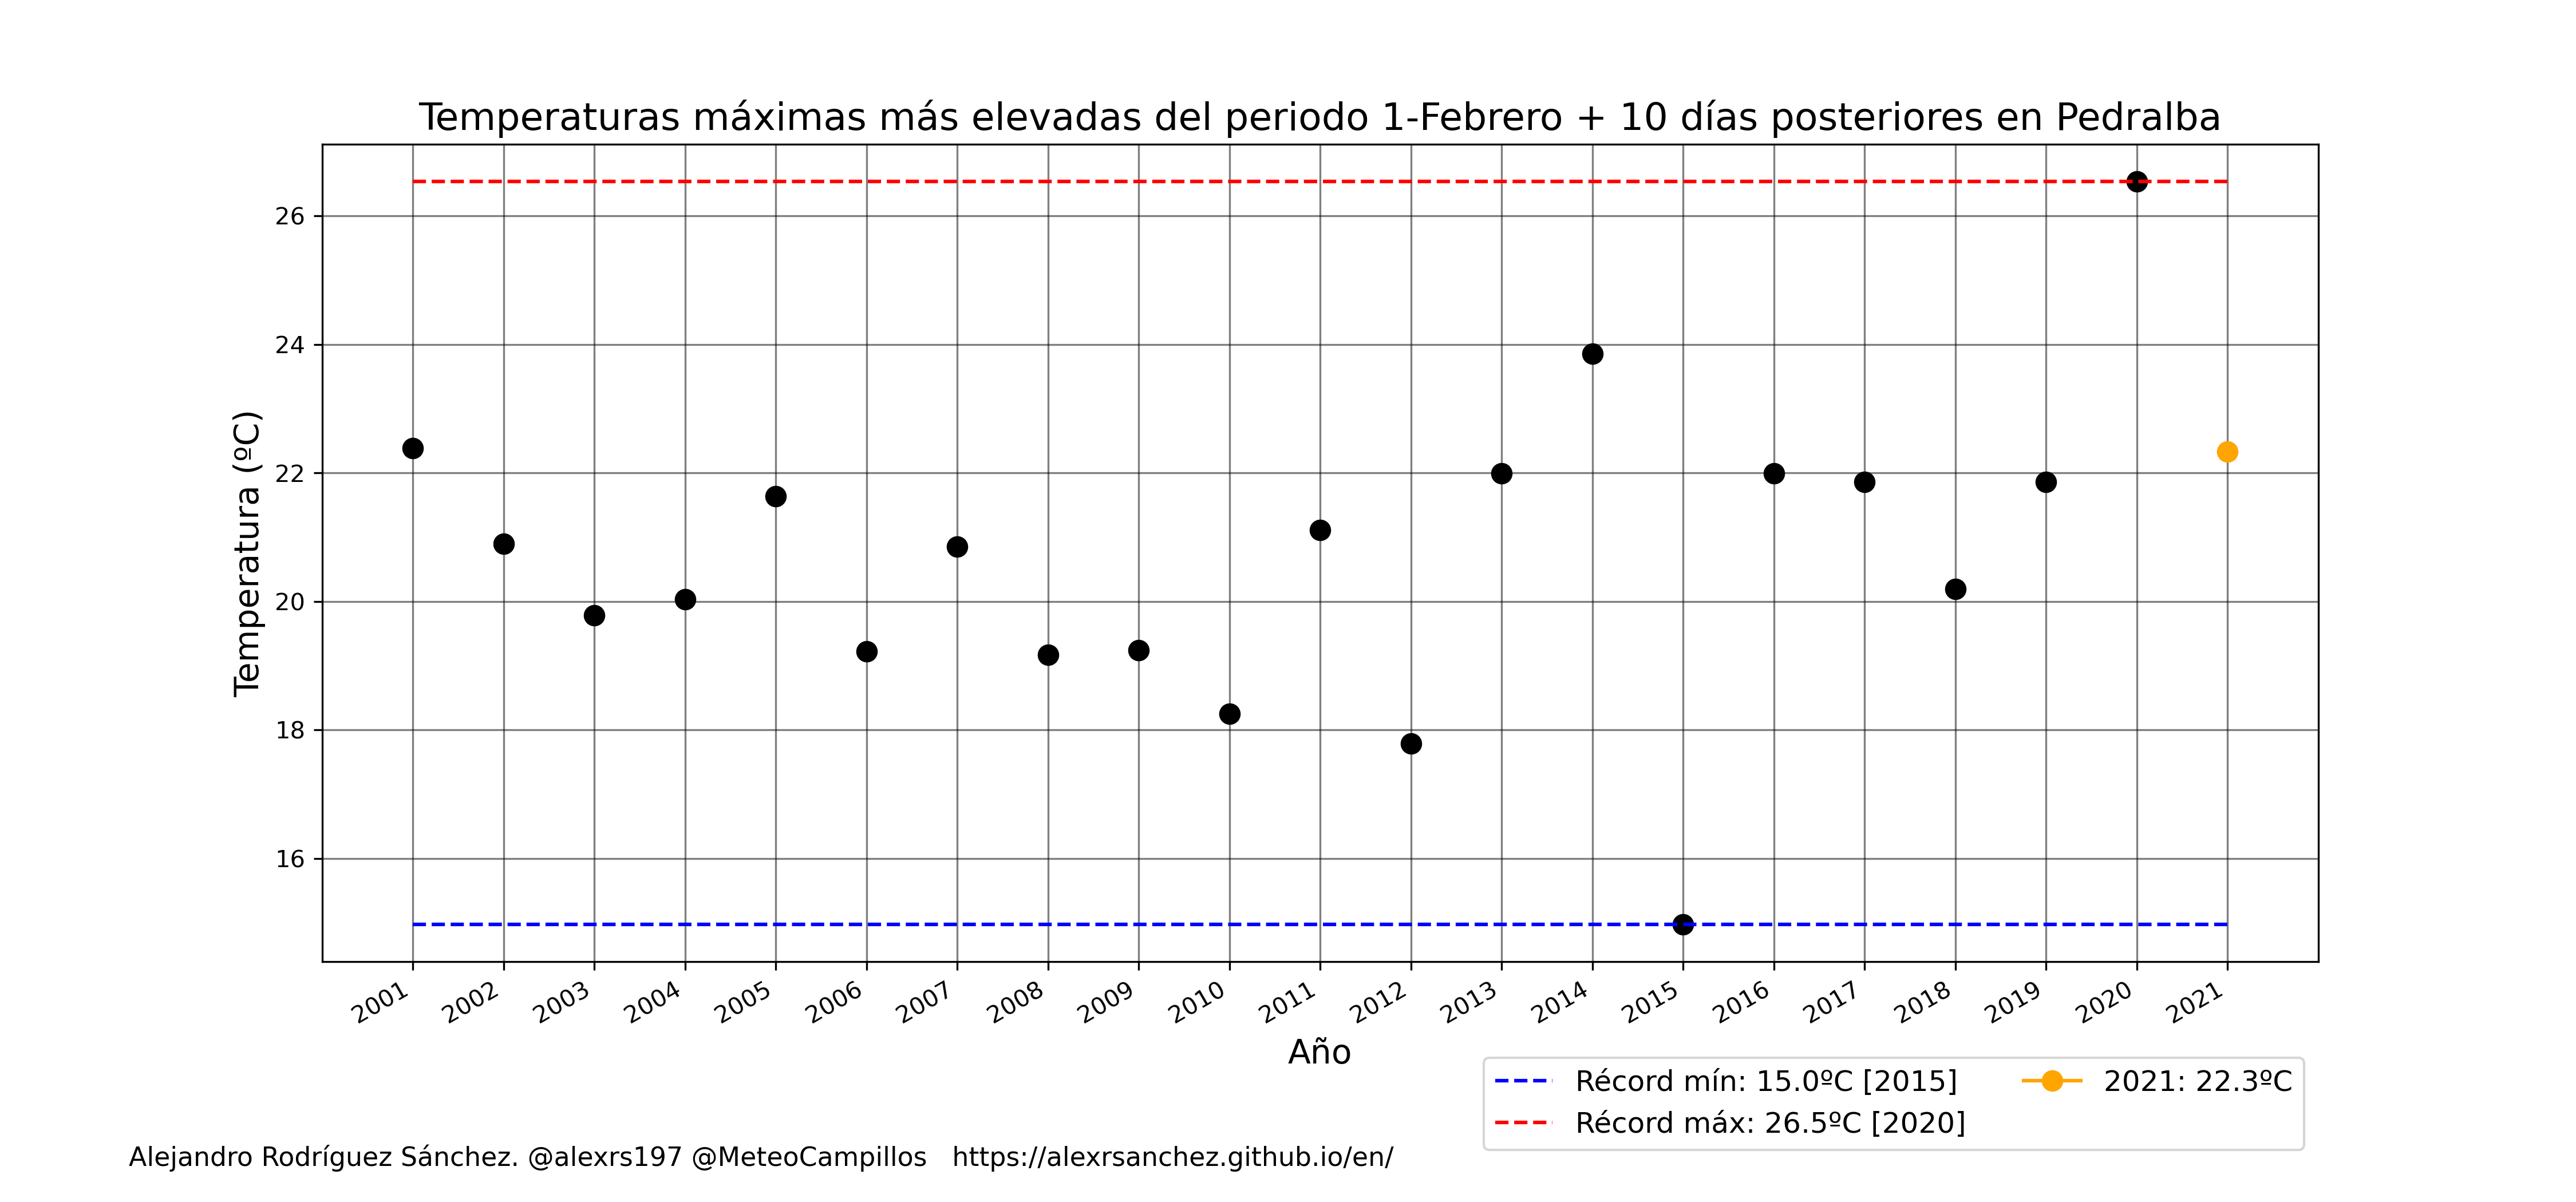 Temperaturas máximas más elevadas del periodo 1-Febrero + 10 días posteriores en Pedralba
Temperatura (ºC)
26
24
22
20
18
16
2001 2002 2003 2004 2005 2006 2007 2008 2009 2010 2011 2012 2013 2014 2015 2016 2017 2018 2019 2020 2021
Año
Récord mín: 15.0ºC [2015]
Récord máx: 26.5ºC [2020]
2021: 22.3ºC
Alejandro Rodríguez Sánchez. @alexrs197 @MeteoCampillos https://alexrsanchez.github.io/en/